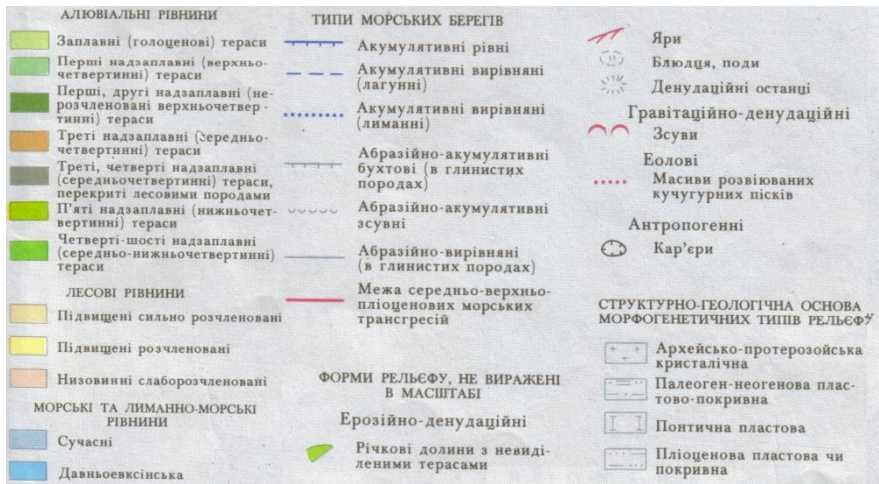 АЛЮВІАЛЬНІ РІВНИНИ
Заплавні (голоценові) тераси
Перші надзаплавні (верхньо-
четвертинні) тераси
Перші, другі надзаплавні (не-
розчленовані верхньочетвер-
тинні) тераси
Треті надзаплавні (середньо-
четвертинні) тераси
Треті, четверті надзаплавні
(середньочетвертинні) тераси,
перекриті лесовими породами
П'яті надзаплавні (нижньочет-
вертинні) тераси
Четверті-шості надзаплавні
(середньо-нижньочетвертинні)
тераси
ЛЕСОВІ РІВНИНИ
Підвищені сильно розчленовані
Підвищені розчленовані
Низовинні слаборозчленовані
МОРСЬКІ ТА ЛИМАННО-МОРСЬКІ
РІВНИНИ
Сучасні
Давньоевксінська
ТИПИ МОРСЬКИХ БЕРЕГІВ
Акумулятивні рівні
Акумулятивні вирівняні
(лагунні)
Акумулятивні вирівняні
(лиманні)
Абразійно-акумулятивні
бухтові (в глинистих
породах)
Абразійно-акумулятивні
зсувні
Абразійно-вирівняні
(в глинистих породах)
Межа середньо-верхньо-
пліоценових морських
трансгресій
ФОРМИ РЕЛЬЄФУ, НЕ ВИРАЖЕНІ
В МАСШТАБІ
Ерозійно-денудаційні
Річкові долини з невиді-
леними терасами
Яри
Блюдця, поди
Денудаційні останці
Гравітаційно-денудаційні
Зсуви
Еолові
Масиви розвіюваних
кучугурних пісків
Антропогенні
Кар'єри
СТРУКТУРНО-ГЕОЛОГІЧНА ОСНОВА
МОРФОГЕНЕТИЧНИХ ТИПІВ РЕЛЬЄФУ
Архейсько-протерозойська
кристалічна
Палеоген-неогенова плас-
тово-покривна
Понтична пластова
Пліоценова пластова чи
покривна